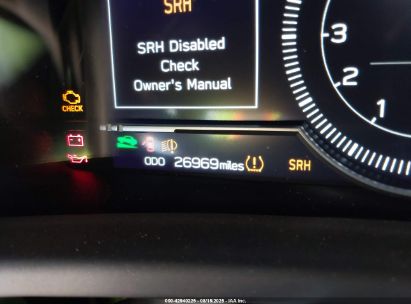 SRH
SRH Disabled
Check
Owner's Manual
3
2
1
CHECK
ODO 26969miles
SRH